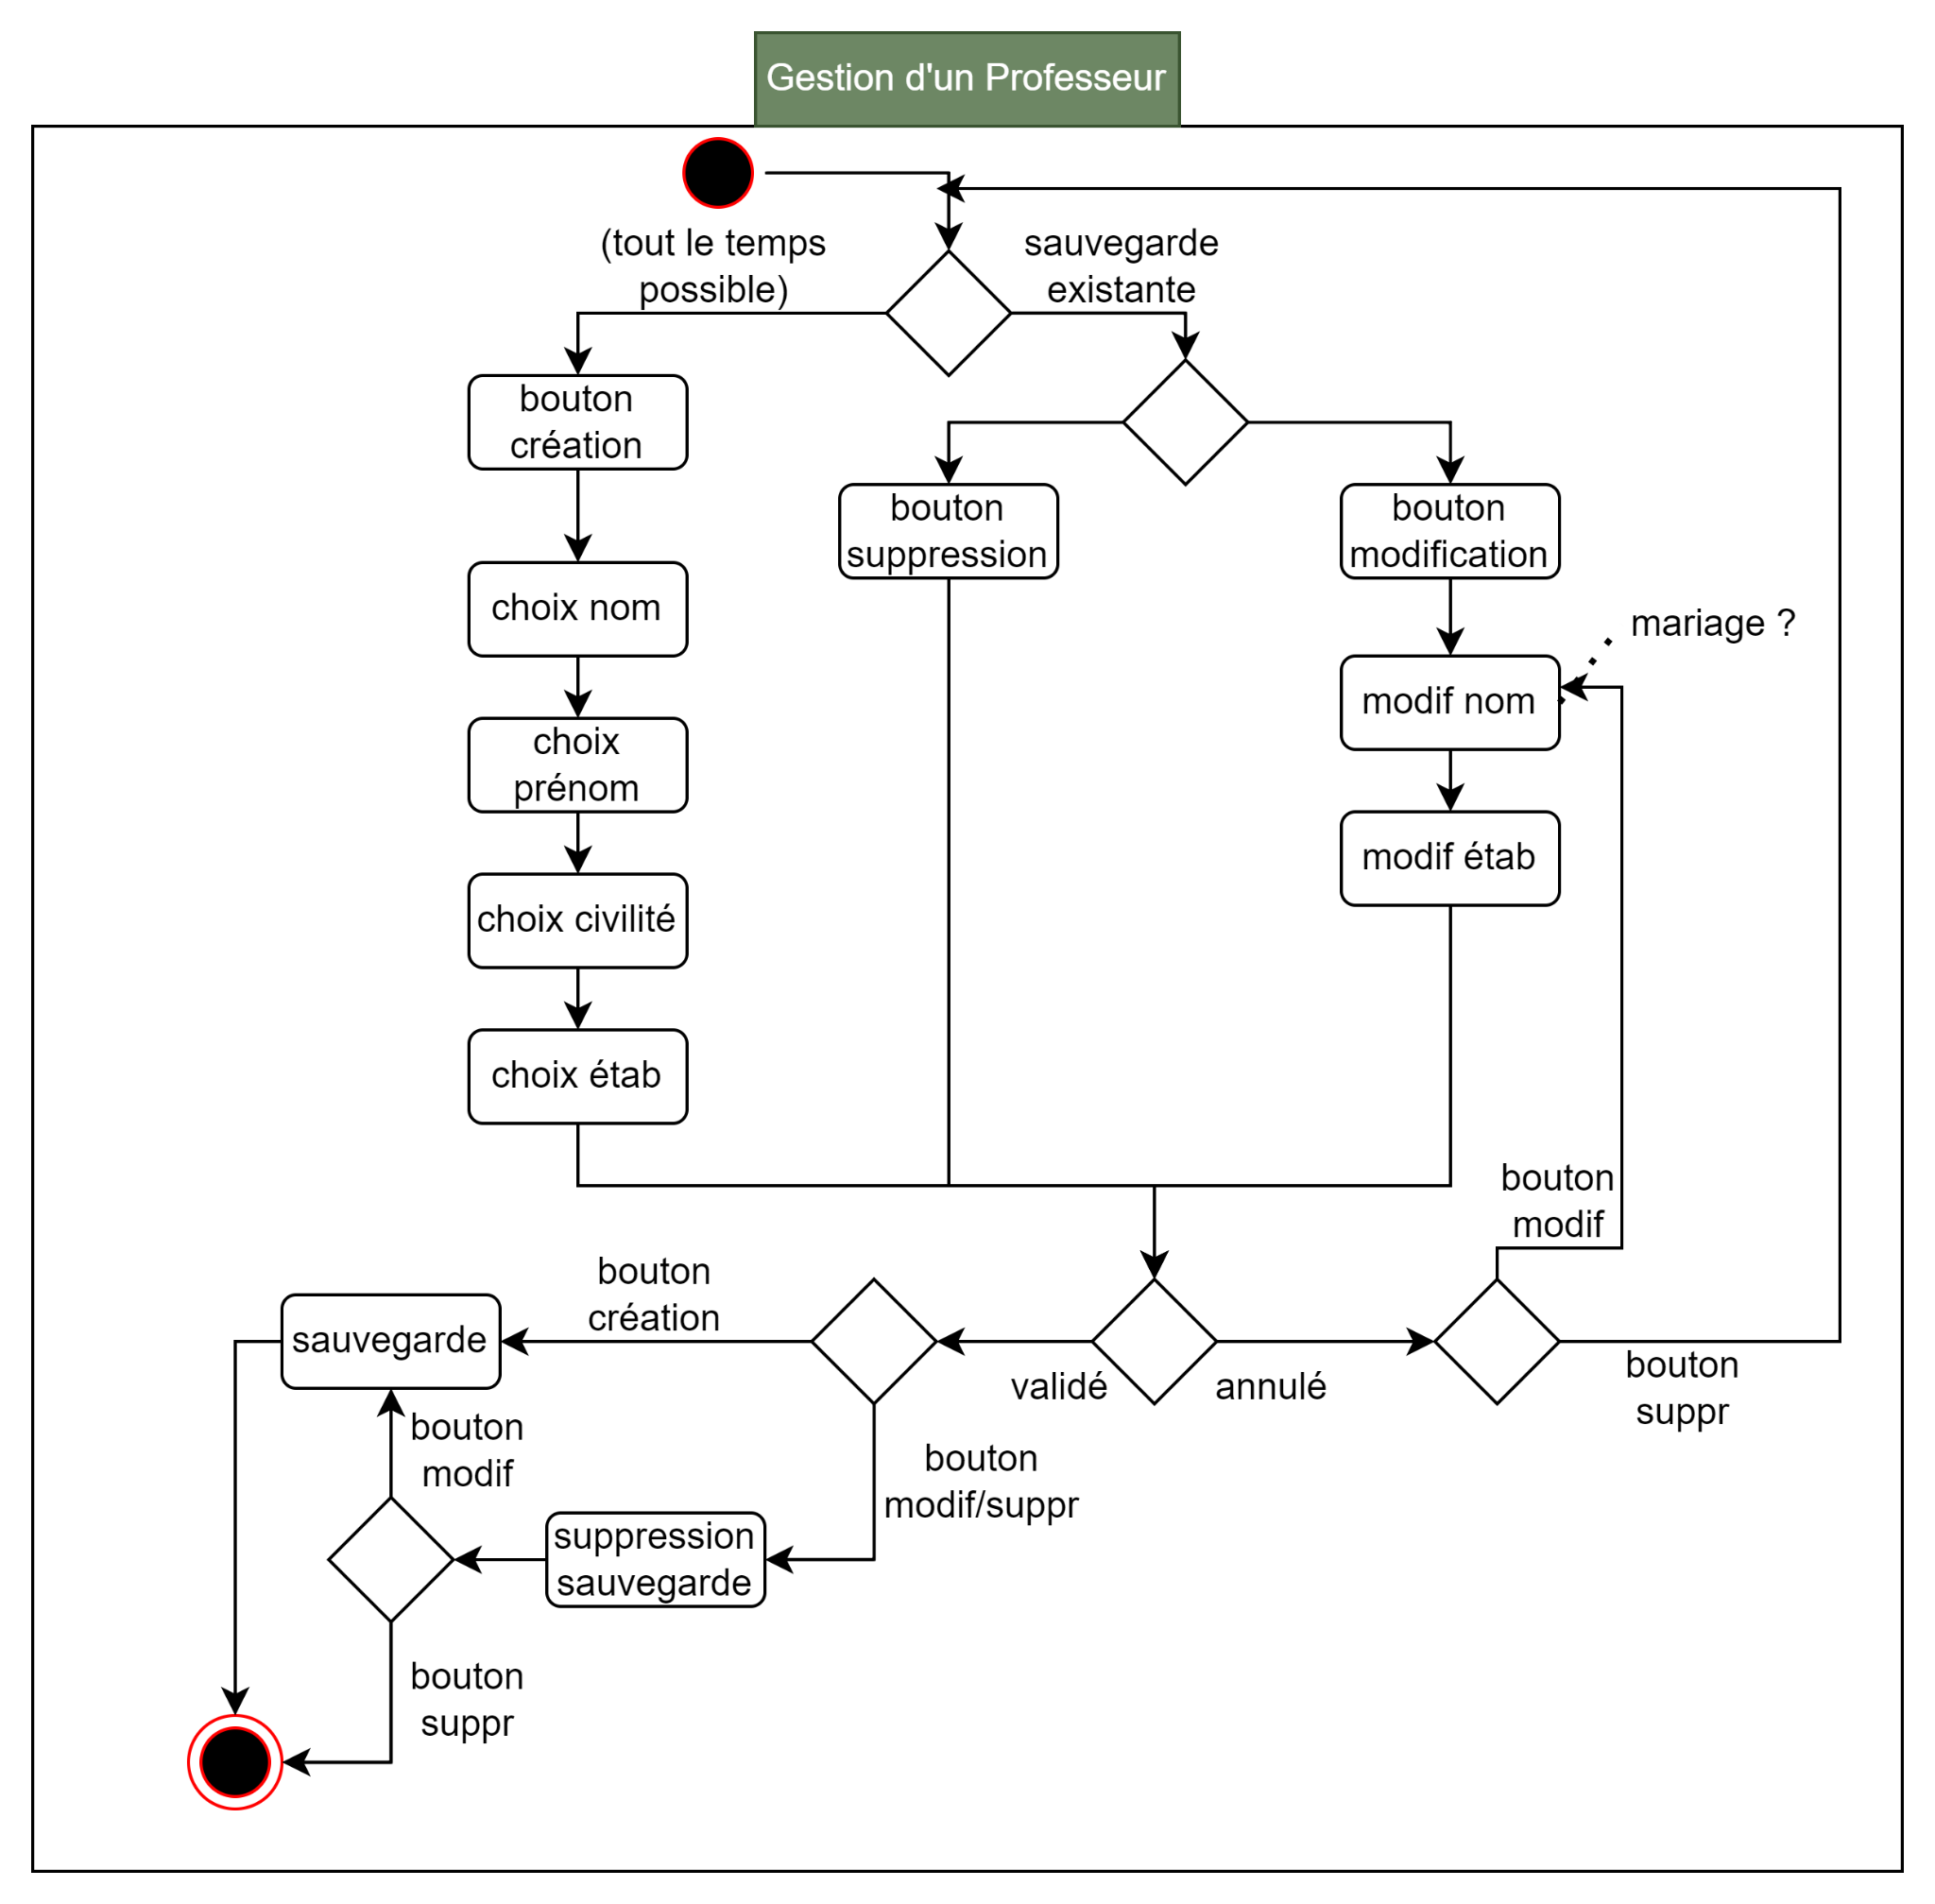 Gestion d'un Professeur
(tout le temps
possible)
sauvegarde
existante
bouton
création
bouton
suppression
bouton
modification
choix nom
mariage ?
modif nom
choix
prénom
modif étab
choix civilité
choix étab
bouton
modif
bouton
création
sauvegarde
validé
annulé
bouton
suppr
bouton
modif
bouton
modif/suppr
suppression
sauvegarde
bouton
suppr